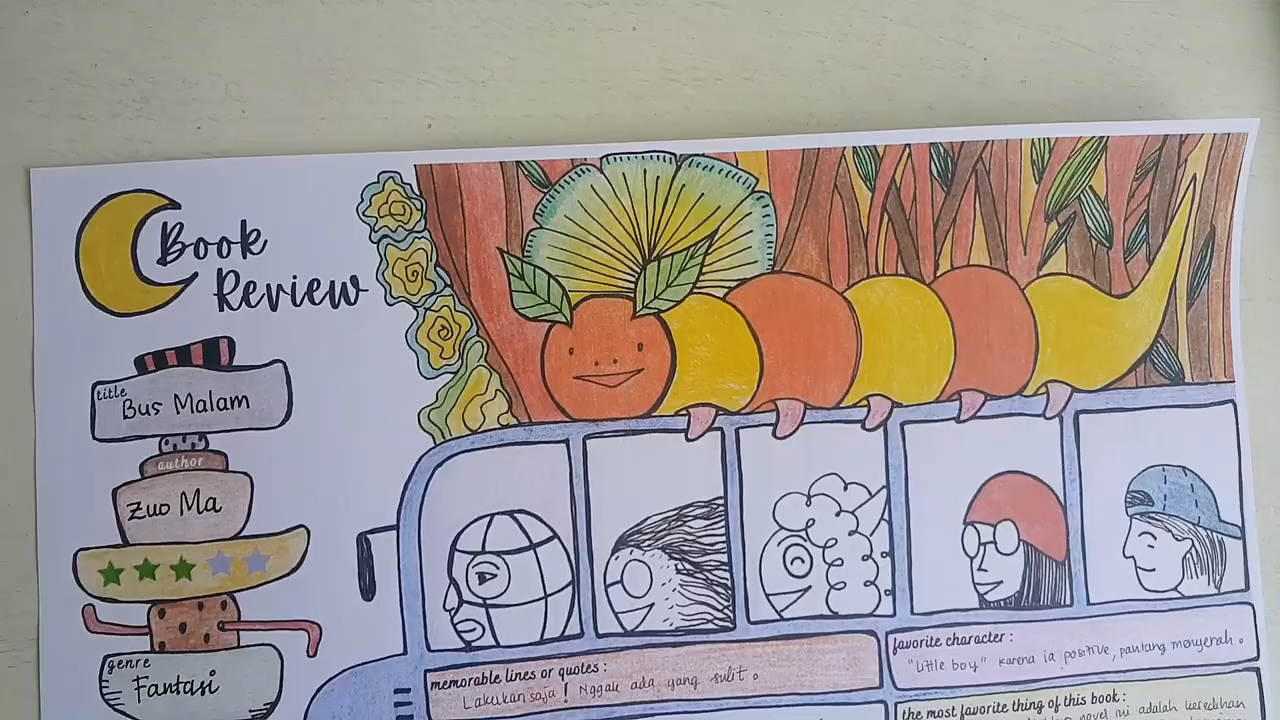 Book
Review
title
Bus Malam
author
Zuo Ma
genre
Fantasi
memorable lines or quotes :
Lakukan saja ! Nggak ada yang sulit .
favorite character :
"Little boy" karena ia positive, pantang menyerah .
the most favorite thing of this book :
novel ini adalah